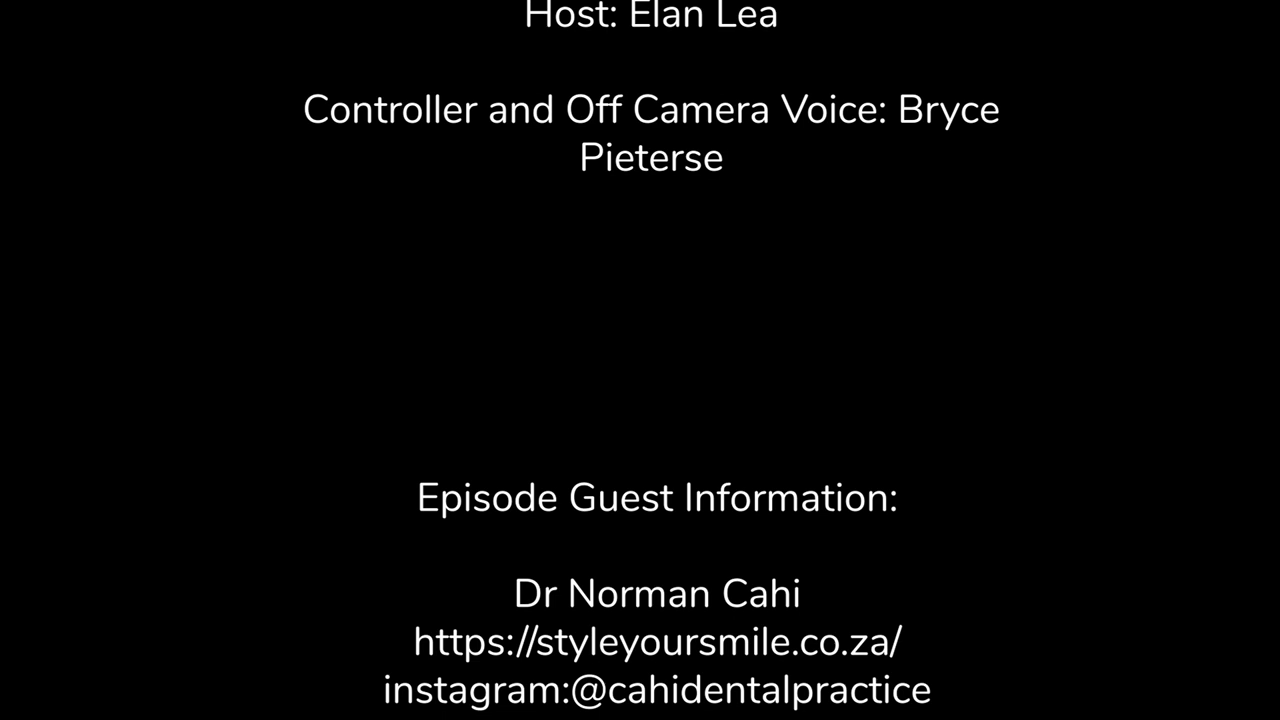 Host: Elan Lea
Controller and Off Camera Voice: Bryce
Pieterse
Episode Guest Information:
Dr Norman Cahi
https://styleyoursmile.co.za/
instagram:@cahidentalpractice